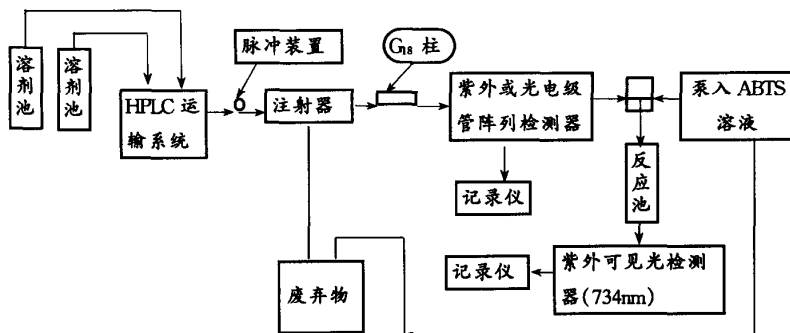 溶剂池
溶剂池
HPLC 运
输系统
脉冲装置
注射器
G18 柱
紫外或光电级
管阵列检测器
泵入 ABTS
溶液
记录仪
反应池
紫外可见光检测
器(734nm)
记录仪
废弃物